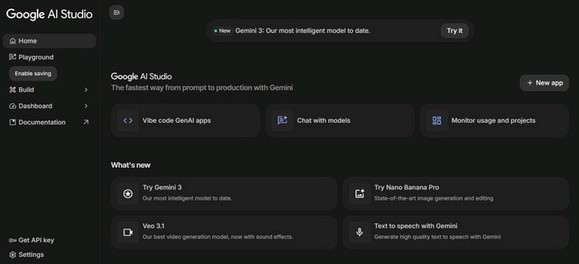 Google AI Studio
Home
Playground
Enable saving
Build
Dashboard
Documentation
Get API key
Settings
New Gemini 3: Our most intelligent model to date. Try it
Google AI Studio
The fastest way from prompt to production with Gemini
+ New app
Vibe code GenAI apps
Chat with models
Monitor usage and projects
What's new
Try Gemini 3
Our most intelligent model to date.
Try Nano Banana Pro
State-of-the-art image generation and editing
Veo 3.1
Our best video generation model, now with sound effects.
Text to speech with Gemini
Generate high quality text to speech with Gemini